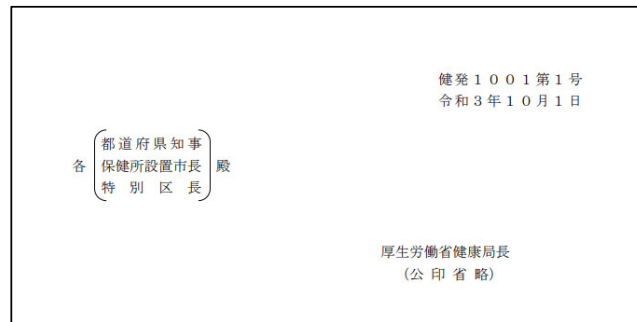 健発1001第1号
令和3年10月1日
都道府県知事
各 保健所設置市長 殿
特別区長
厚生労働省健康局長
(公印省略)